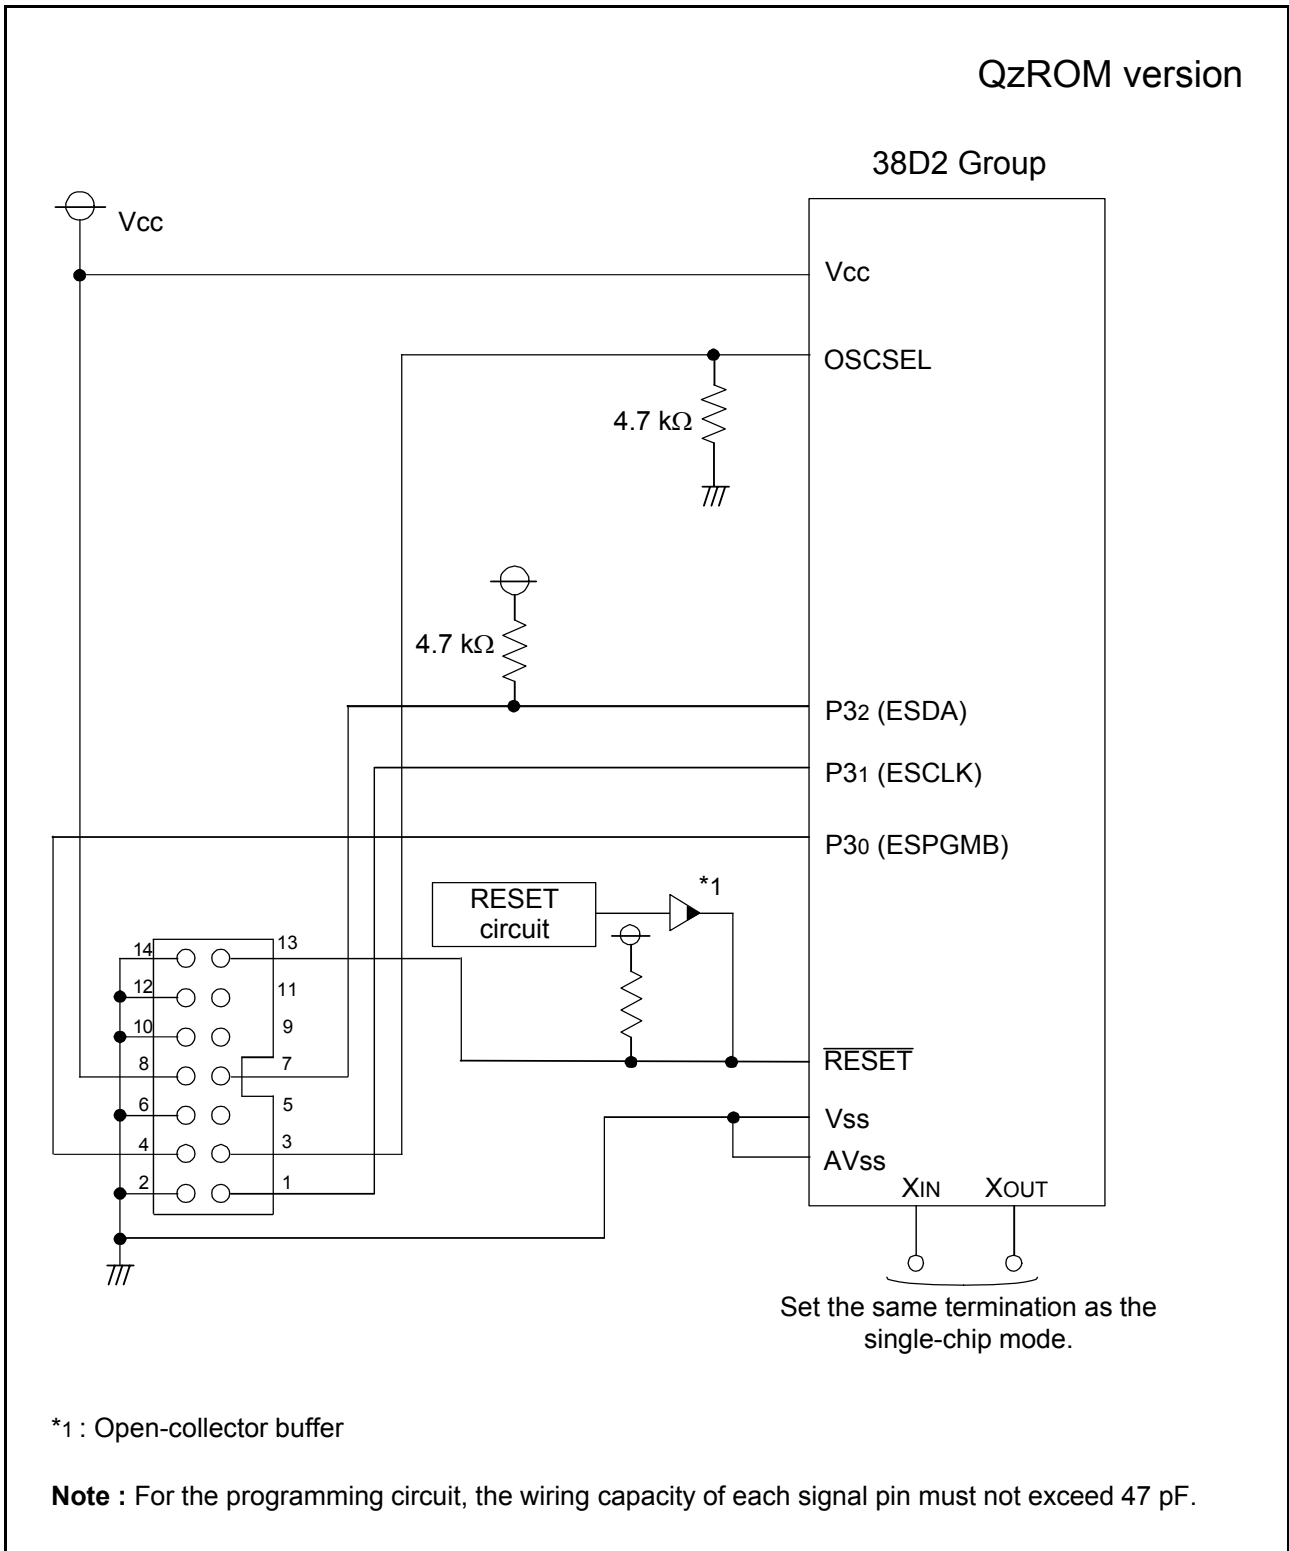 QzROM version
38D2 Group
Vcc
Vcc
OSCSEL
4.7 kΩ
4.7 kΩ
P32 (ESDA)
P31 (ESCLK)
P30 (ESPGMB)
*1
RESET
circuit
14
13
12
11
10
9
8
7
6
5
4
3
2
1
RESET
Vss
AVss
XIN
XOUT
Set the same termination as the
single-chip mode.
*1 : Open-collector buffer
Note : For the programming circuit, the wiring capacity of each signal pin must not exceed 47 pF.